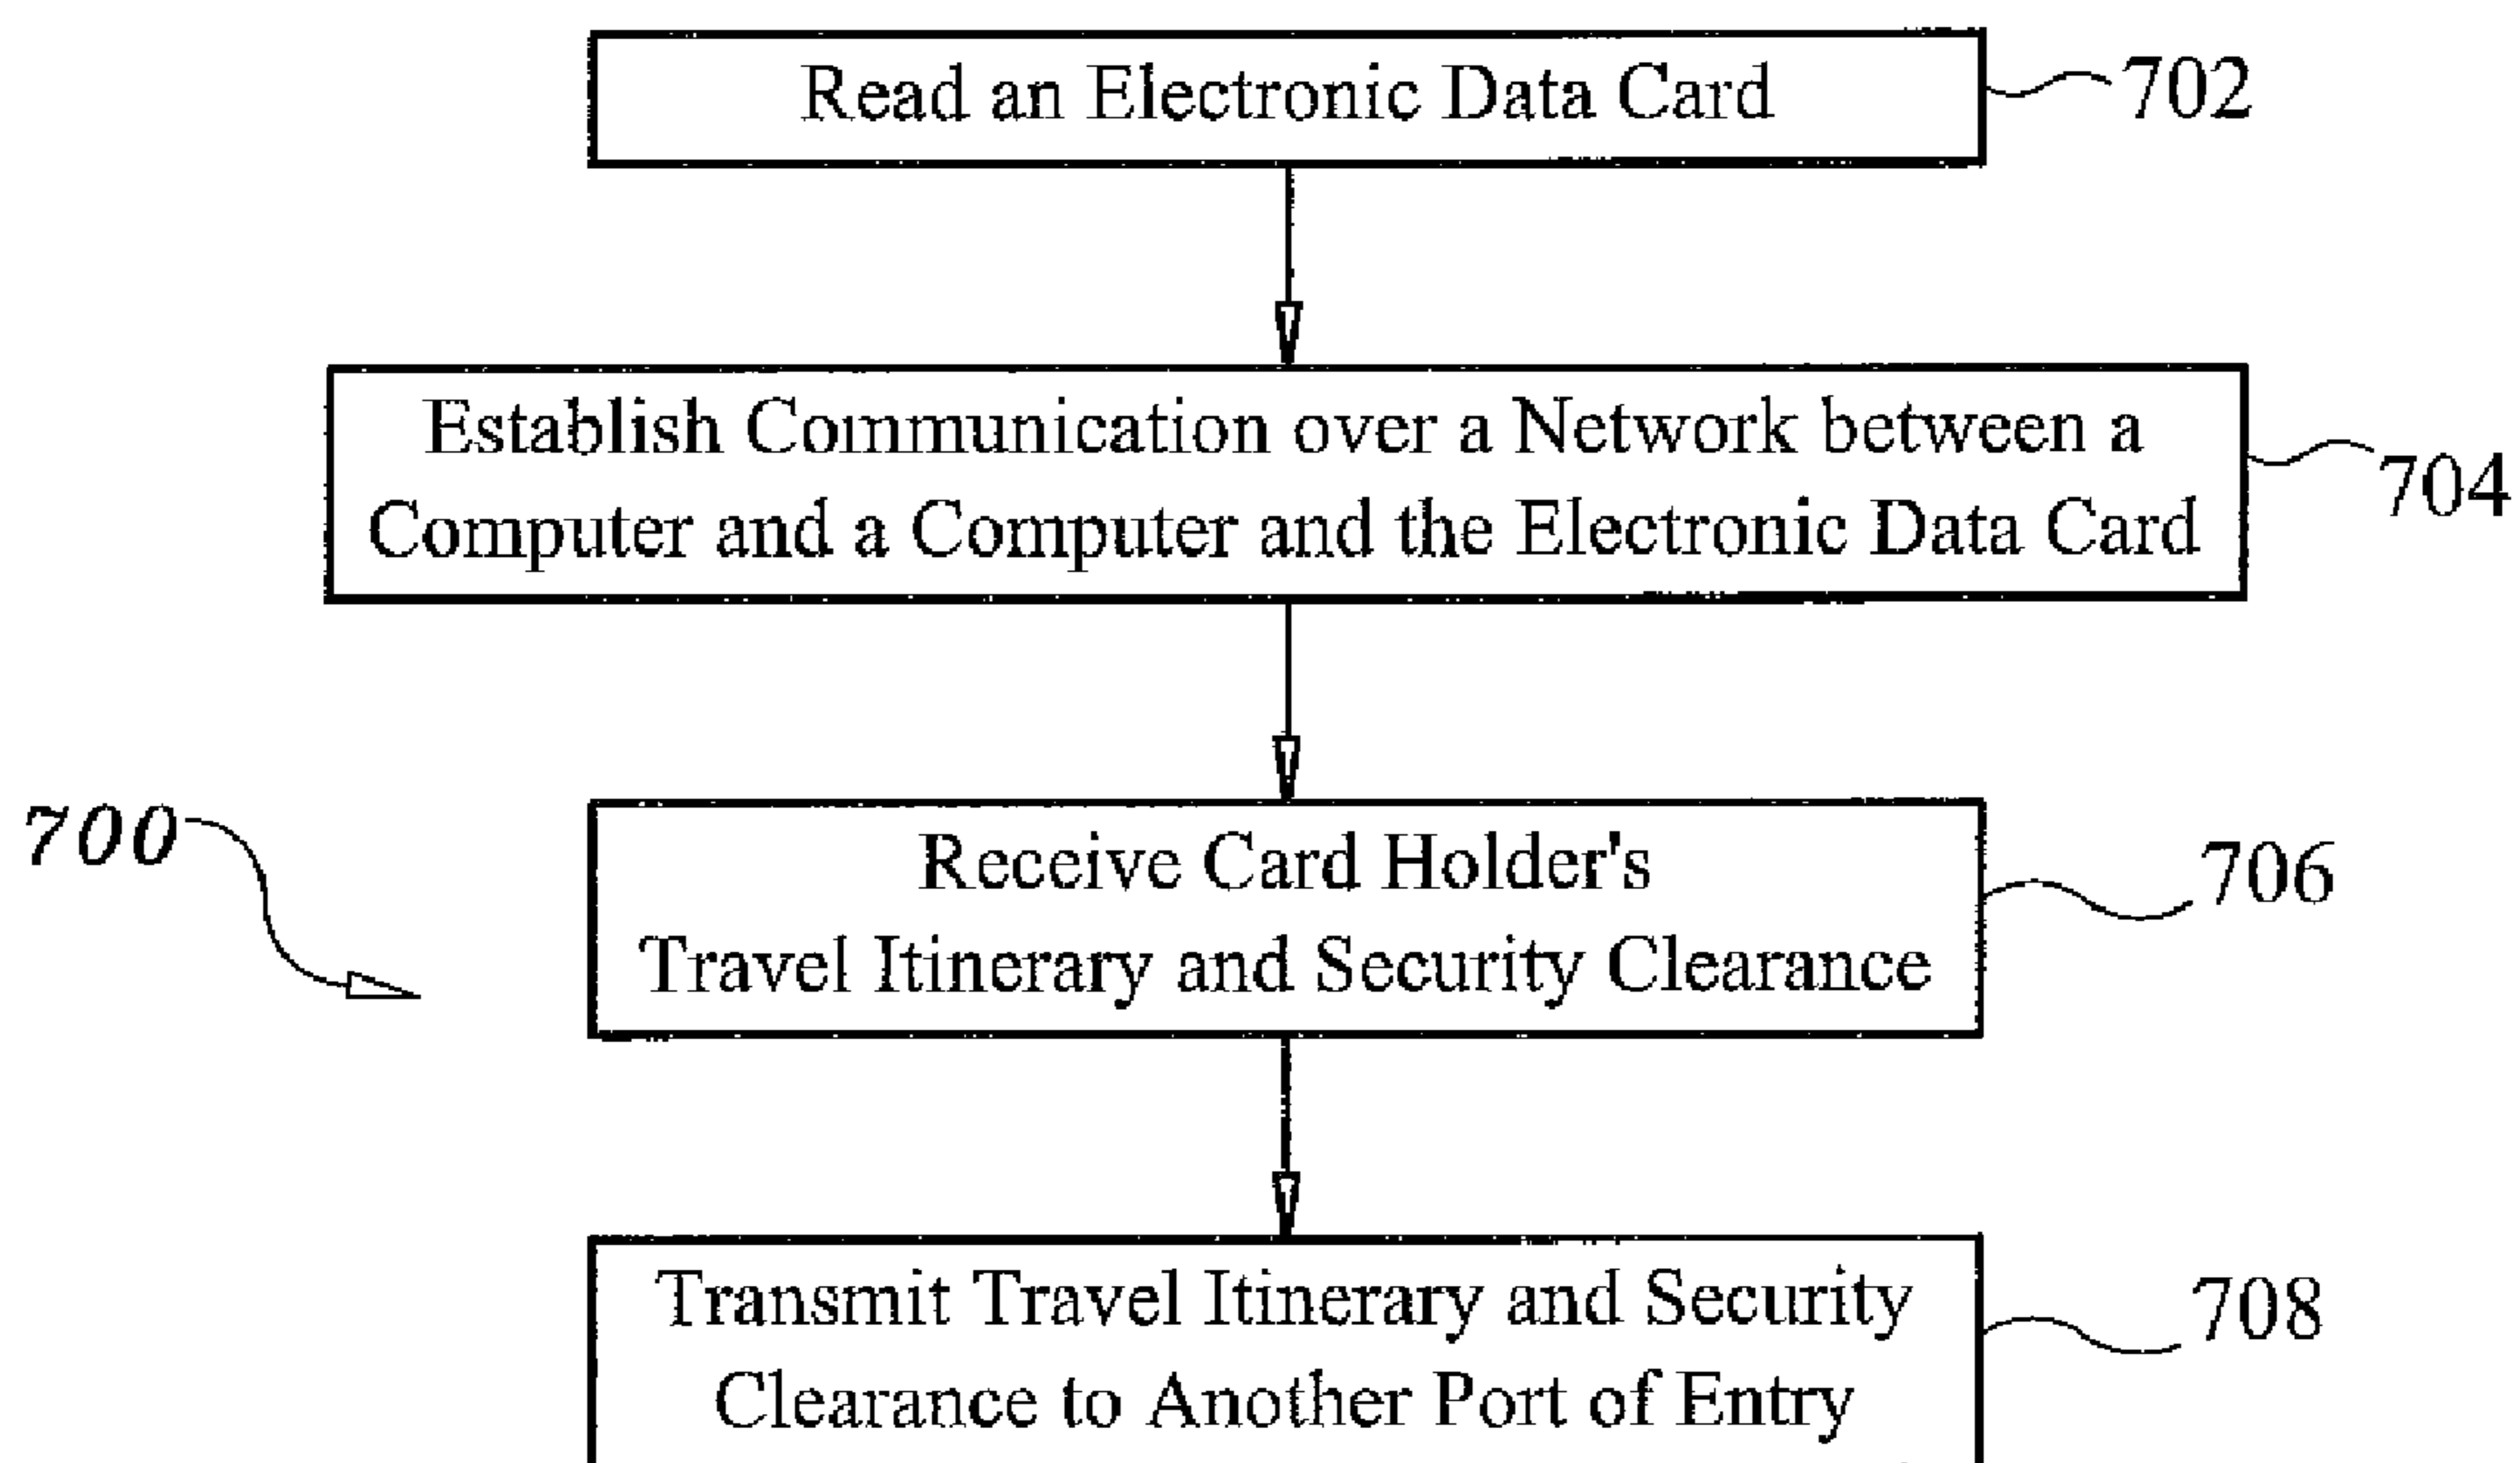 Read an Electronic Data Card
702
Establish Communication over a Network between a
Computer and a Computer and the Electronic Data Card
704
700
Receive Card Holder's
Travel Itinerary and Security Clearance
706
Transmit Travel Itinerary and Security
Clearance to Another Port of Entry
708